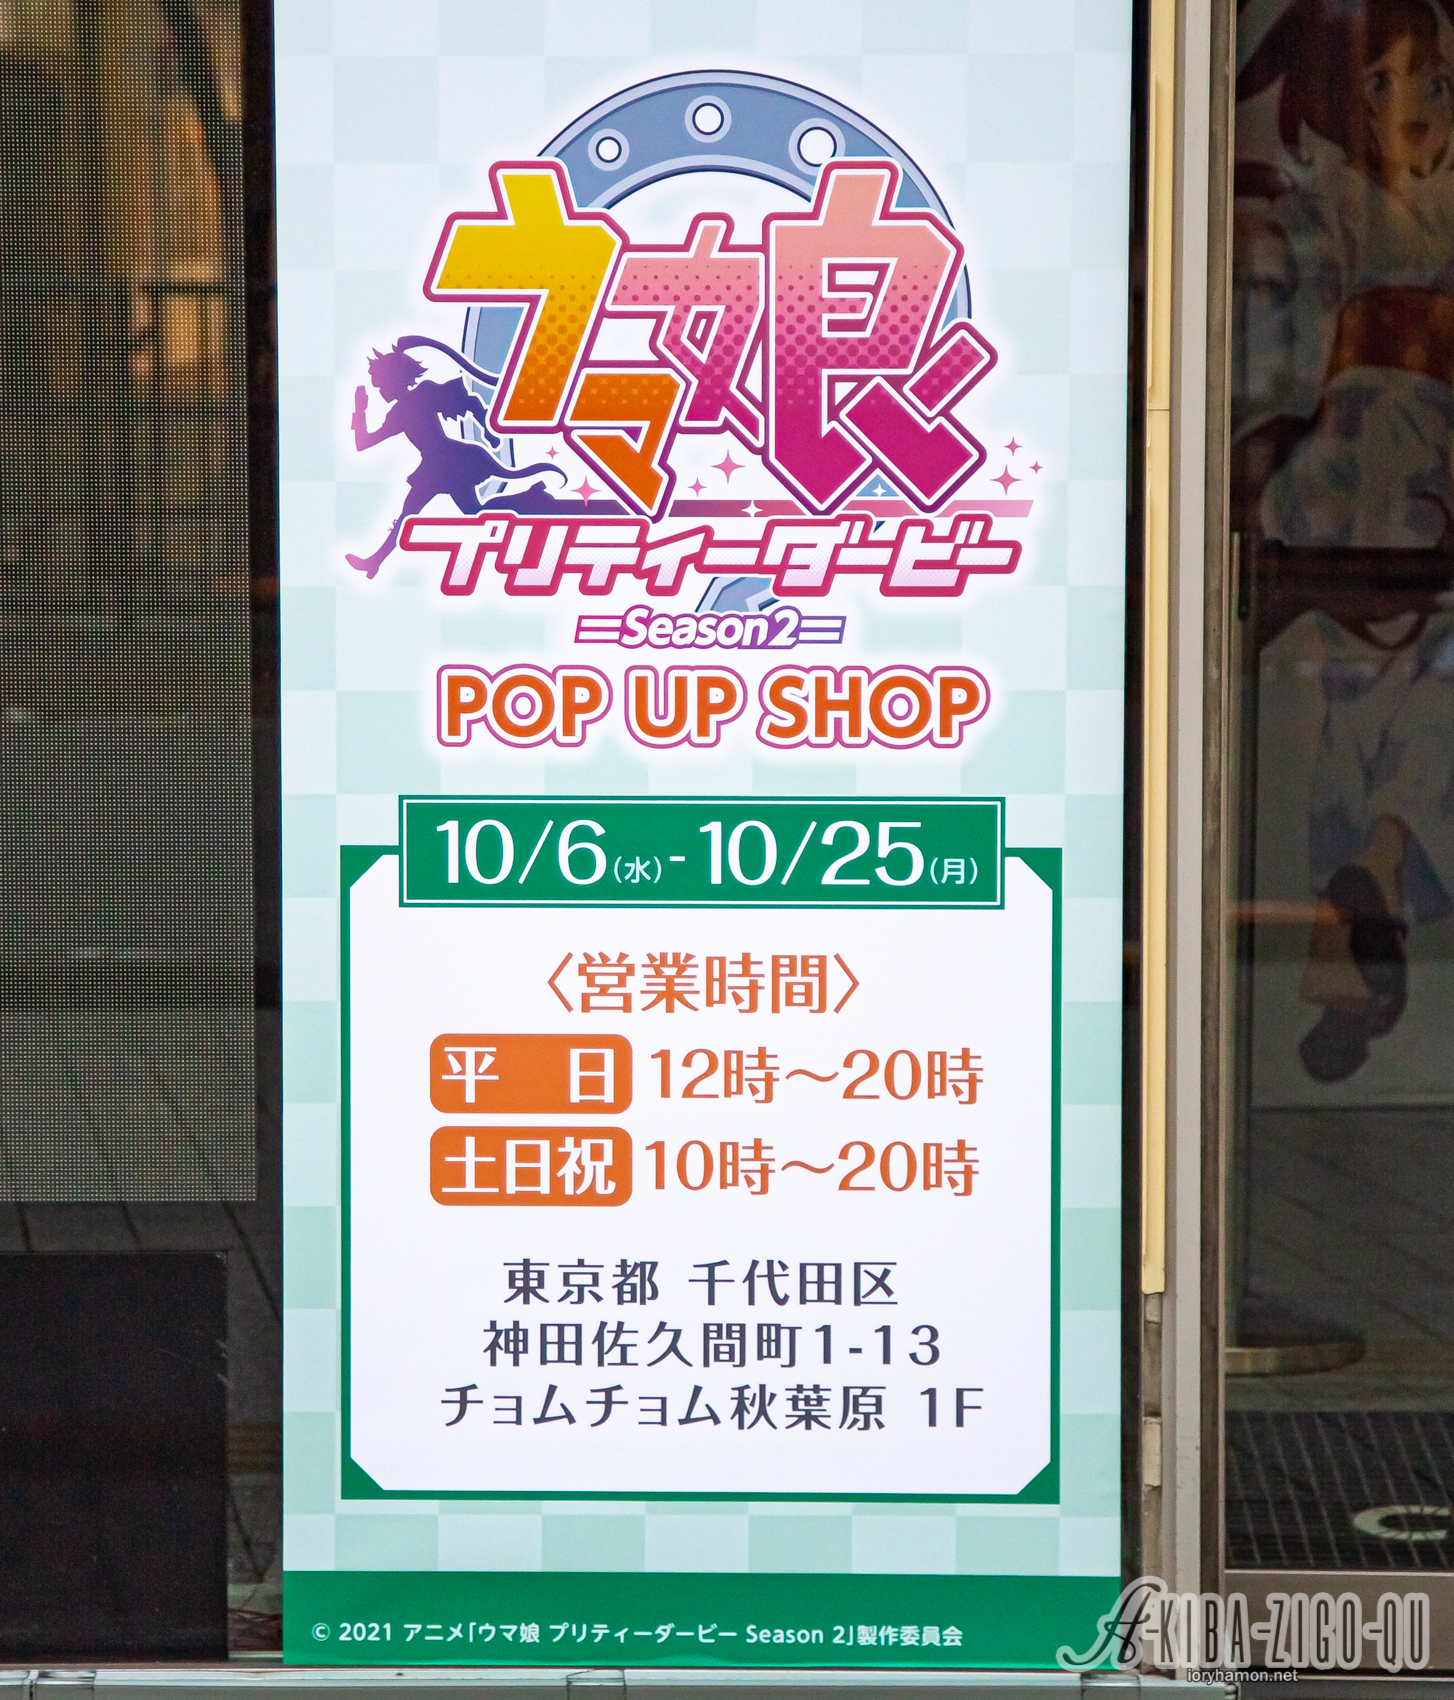 ウマ娘
プリティーダービー
Season2
POP UP SHOP
10/6(水)-10/25(月)
〈営業時間〉
平　日 12時〜20時
土日祝 10時〜20時
東京都 千代田区
神田佐久間町1-13
チョムチョム秋葉原 1F
© 2021 アニメ「ウマ娘 プリティーダービー Season 2」製作委員会
A-KIBA-ZIGO-QU
ioryhamon.net